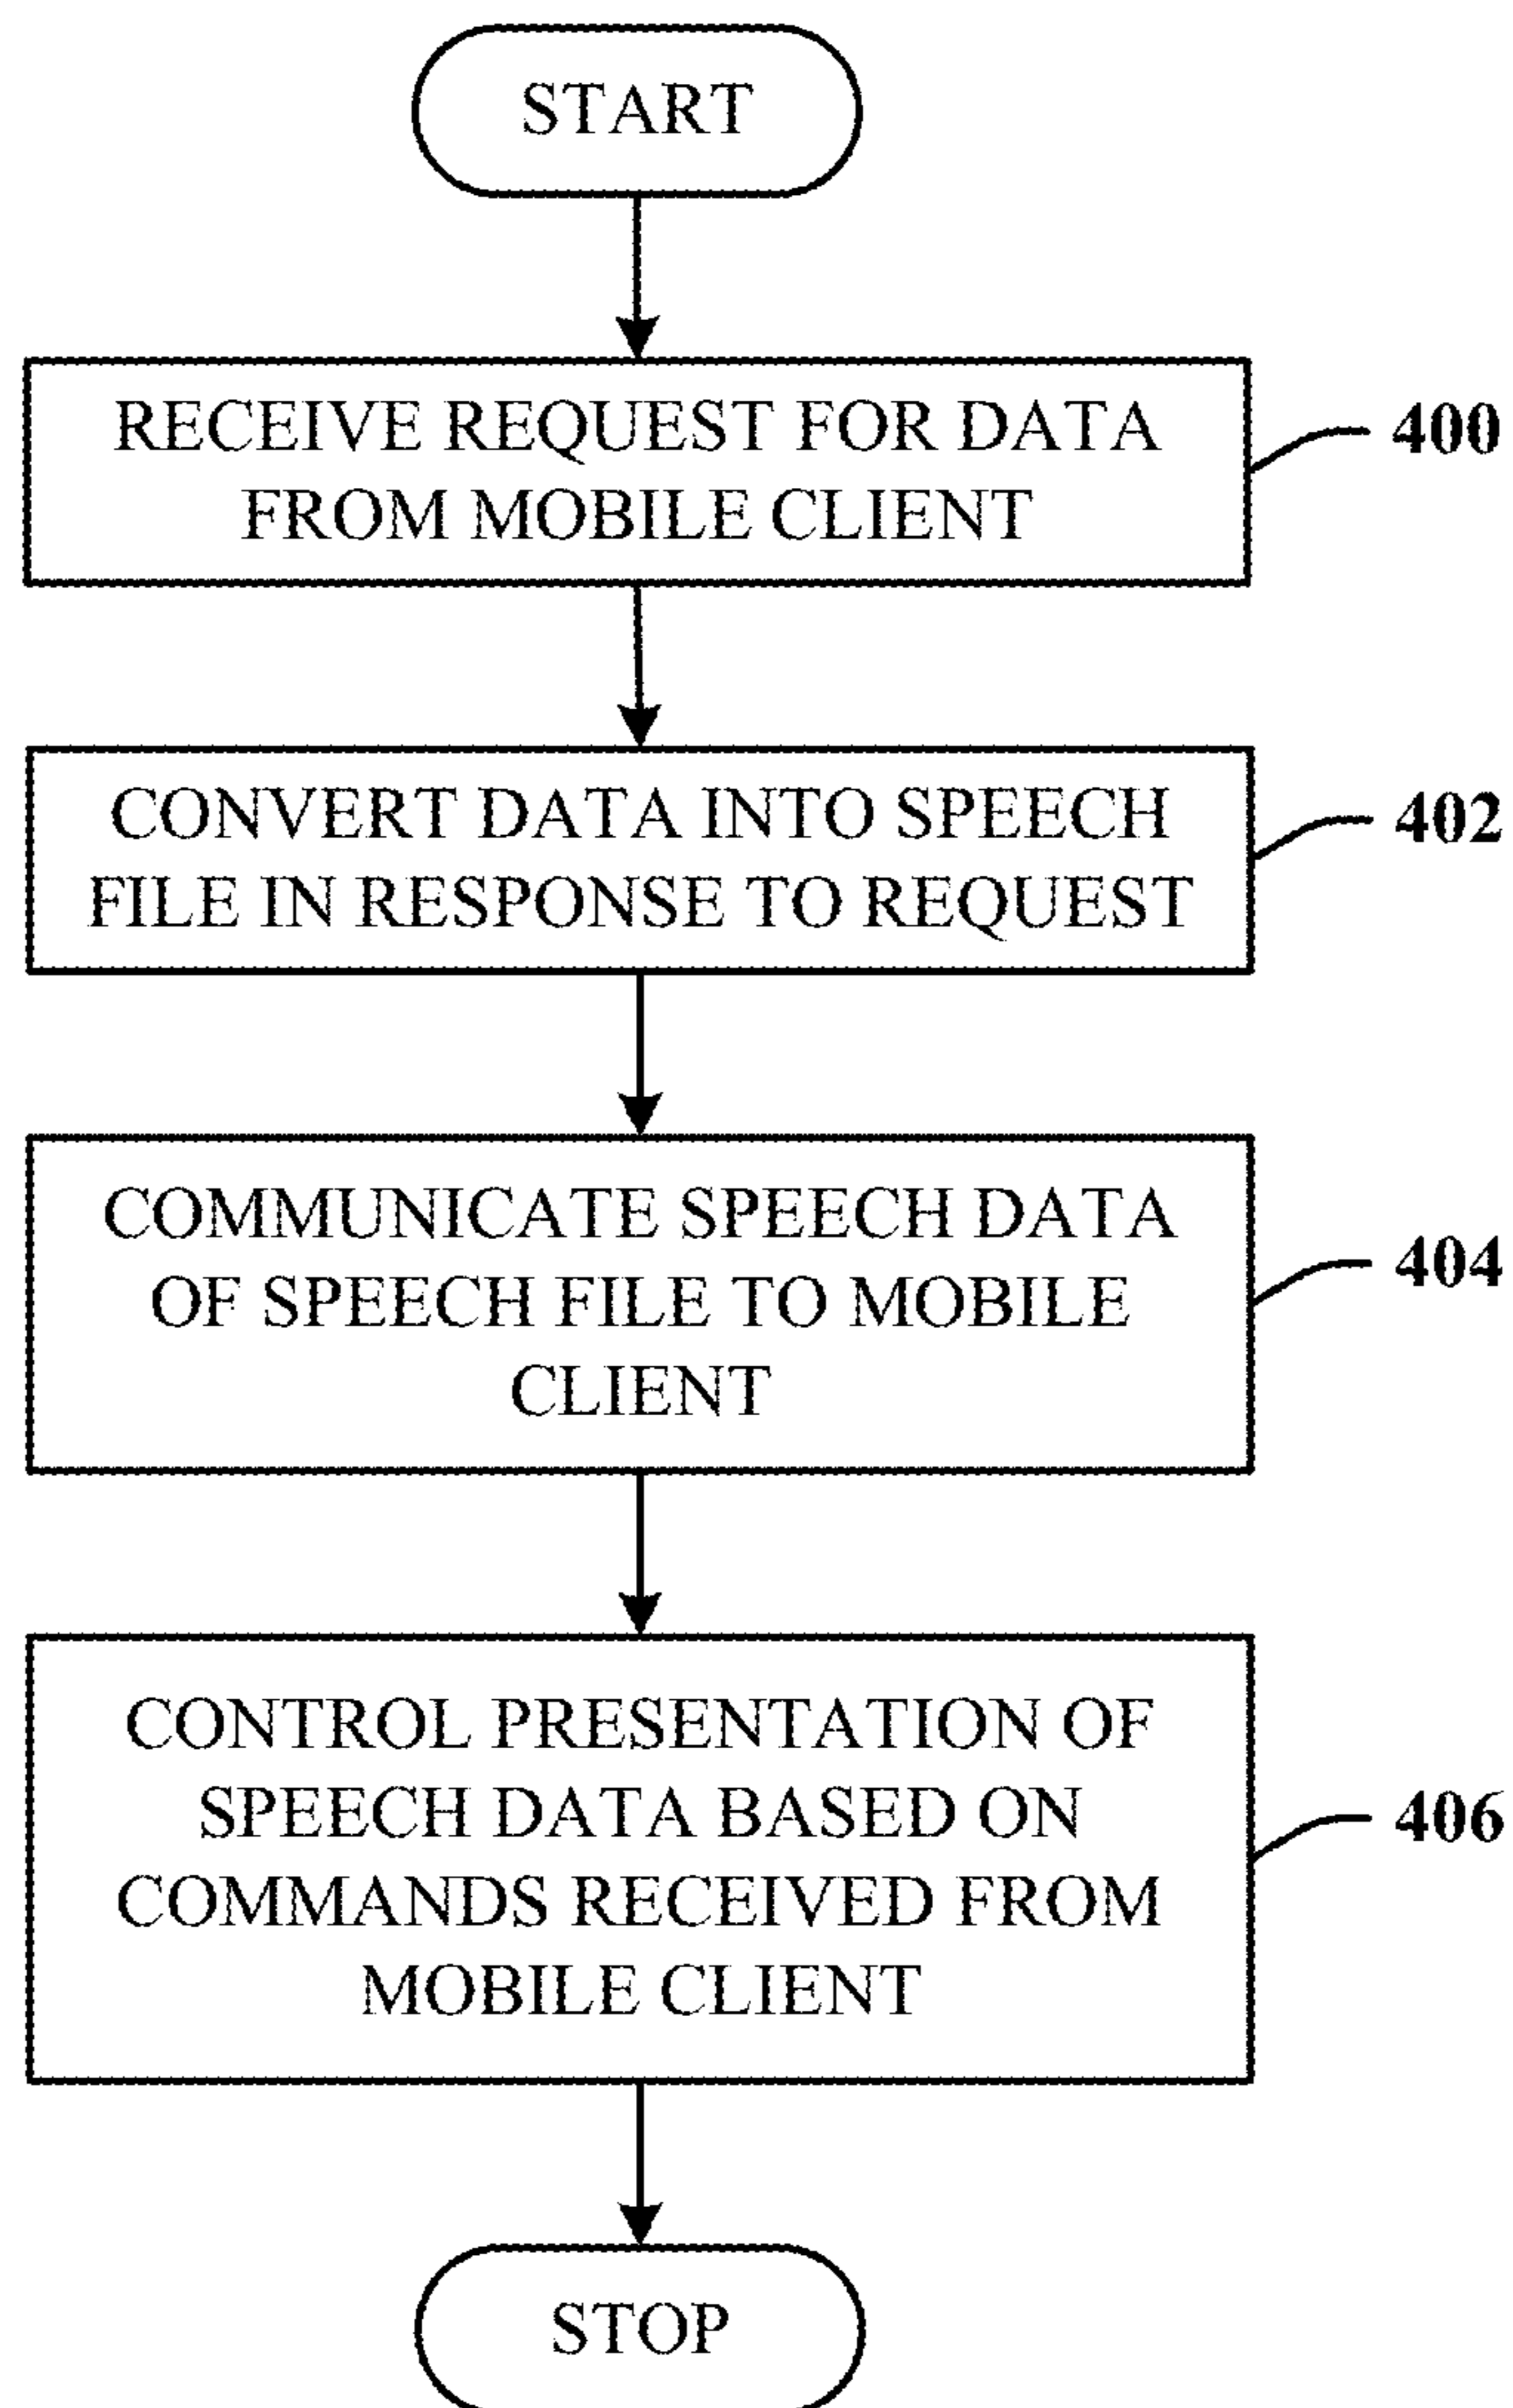 START
RECEIVE REQUEST FOR DATA
FROM MOBILE CLIENT
400
CONVERT DATA INTO SPEECH
FILE IN RESPONSE TO REQUEST
402
COMMUNICATE SPEECH DATA
OF SPEECH FILE TO MOBILE
CLIENT
404
CONTROL PRESENTATION OF
SPEECH DATA BASED ON
COMMANDS RECEIVED FROM
MOBILE CLIENT
406
STOP